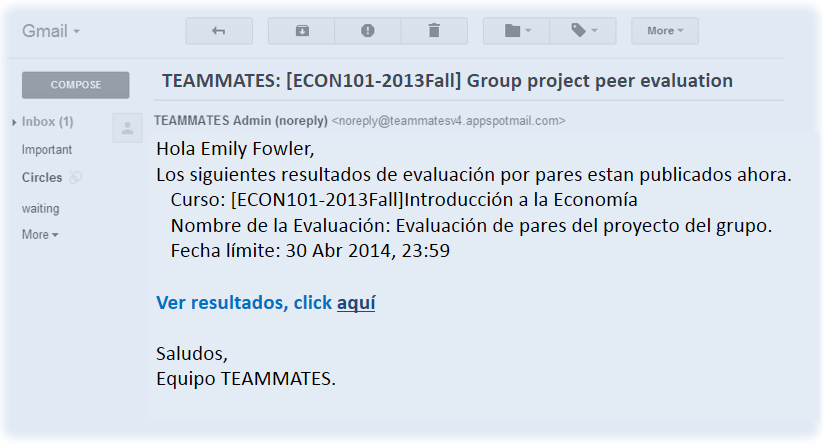 Gmail
More
TEAMMATES: [ECON101-2013Fall] Group project peer evaluation
COMPOSE
TEAMMATES Admin (noreply) <noreply@teammatesv4.appspotmail.com>
Inbox (1)
Important
Circles
waiting
More
Hola Emily Fowler,
Los siguientes resultados de evaluación por pares estan publicados ahora.
Curso: [ECON101-2013Fall]Introducción a la Economía
Nombre de la Evaluación: Evaluación de pares del proyecto del grupo.
Fecha límite: 30 Abr 2014, 23:59
Ver resultados, click aquí
Saludos,
Equipo TEAMMATES.